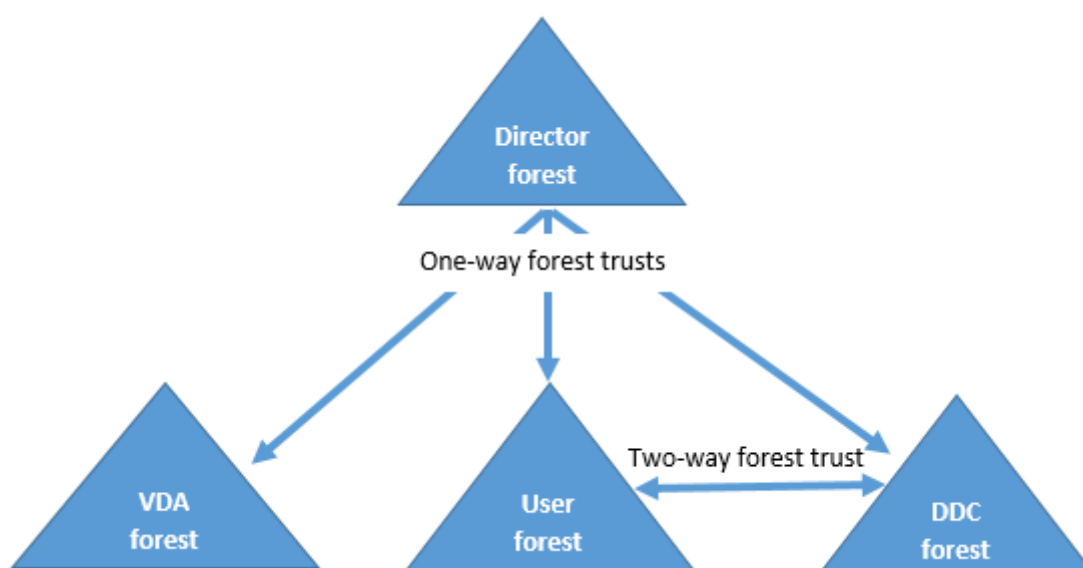 Director
forest
One-way forest trusts
Two-way forest trust
VDA
forest
User
forest
DDC
forest